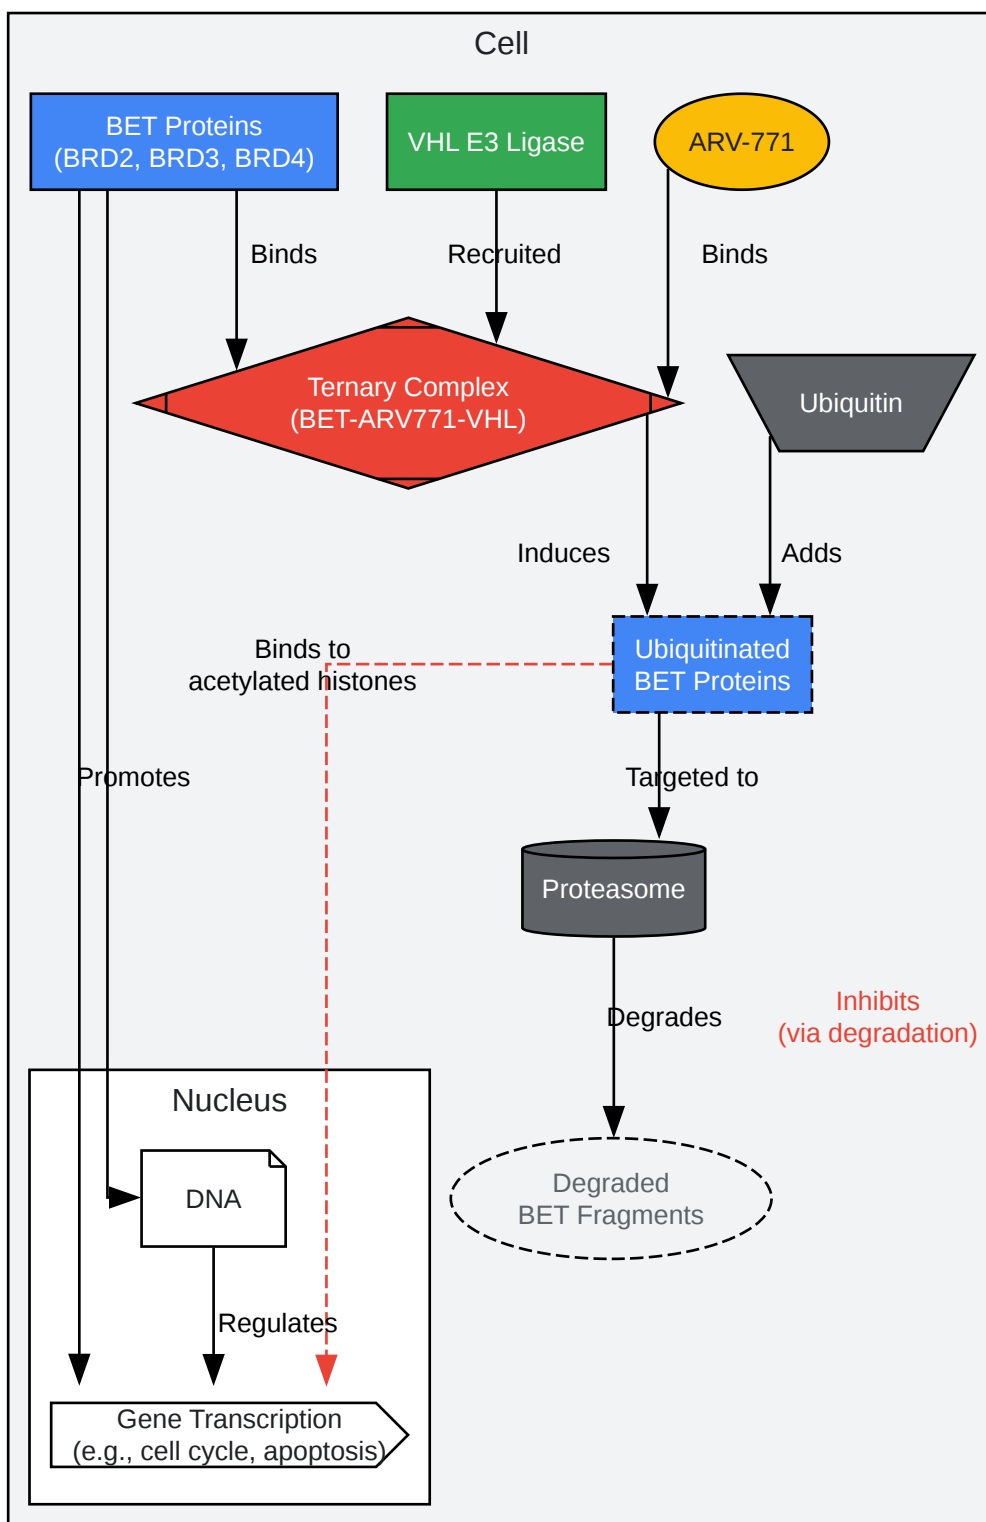 Cell
BET Proteins
(BRD2, BRD3, BRD4)
VHL E3 Ligase
ARV-771
Binds
Recruited
Binds
Ternary Complex
(BET-ARV771-VHL)
Ubiquitin
Induces
Adds
Binds to
acetylated histones
Ubiquitinated
BET Proteins
Promotes
Targeted to
Proteasome
Degrades
Inhibits
(via degradation)
Nucleus
DNA
Degraded
BET Fragments
Regulates
Gene Transcription
(e.g., cell cycle, apoptosis)